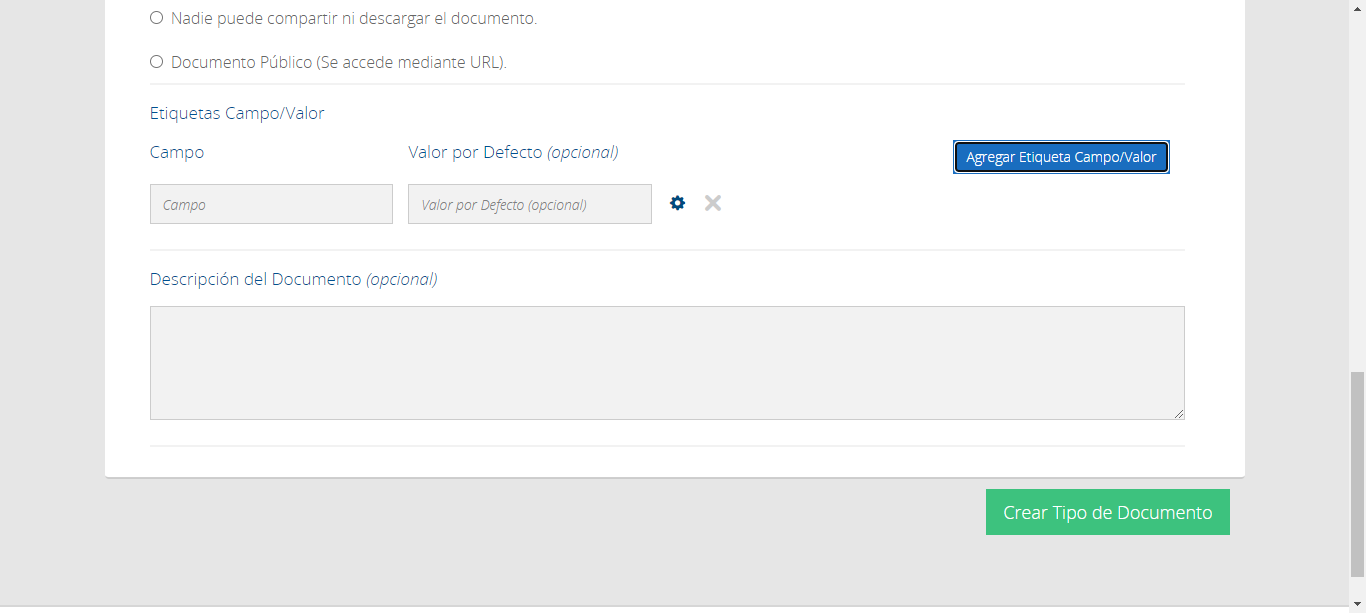 Nadie puede compartir ni descargar el documento.
Documento Público (Se accede mediante URL).
Etiquetas Campo/Valor
Campo
Valor por Defecto (opcional)
Agregar Etiqueta Campo/Valor
Campo
Valor por Defecto (opcional)
Descripción del Documento (opcional)
Crear Tipo de Documento